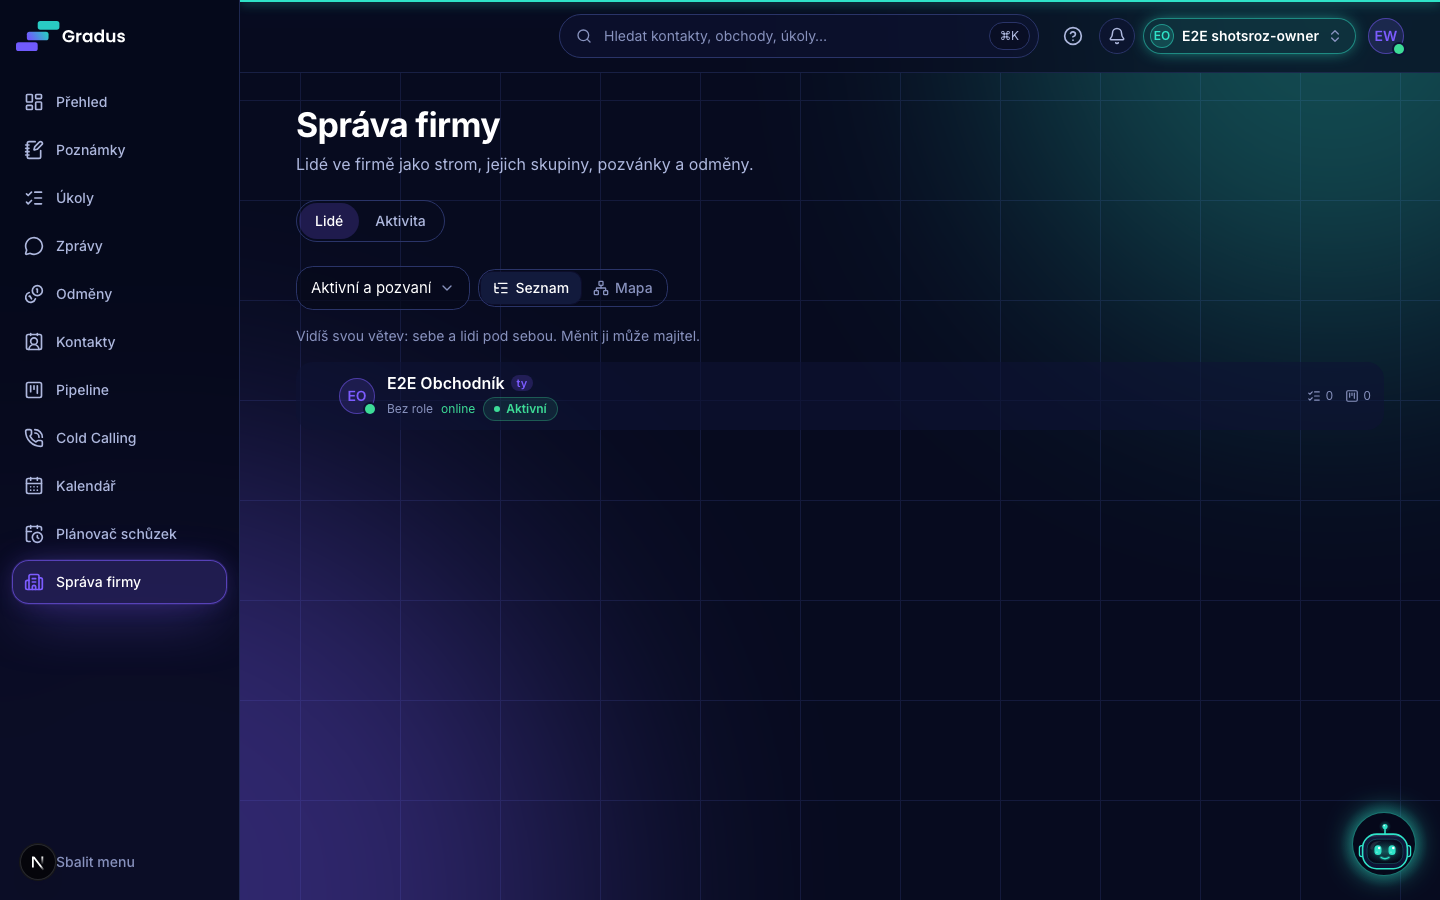 Gradus
Hledat kontakty, obchody, úkoly...
⌘K
EO
E2E shotsroz-owner
EW
Přehled
Poznámky
Úkoly
Zprávy
Odměny
Kontakty
Pipeline
Cold Calling
Kalendář
Plánovač schůzek
Správa firmy
N
Sbalit menu
Správa firmy
Lidé ve firmě jako strom, jejich skupiny, pozvánky a odměny.
Lidé
Aktivita
Aktivní a pozvaní
Seznam
Mapa
Vidíš svou větev: sebe a lidi pod sebou. Měnit ji může majitel.
EO
E2E Obchodník ty
Bez role online Aktivní
0 0